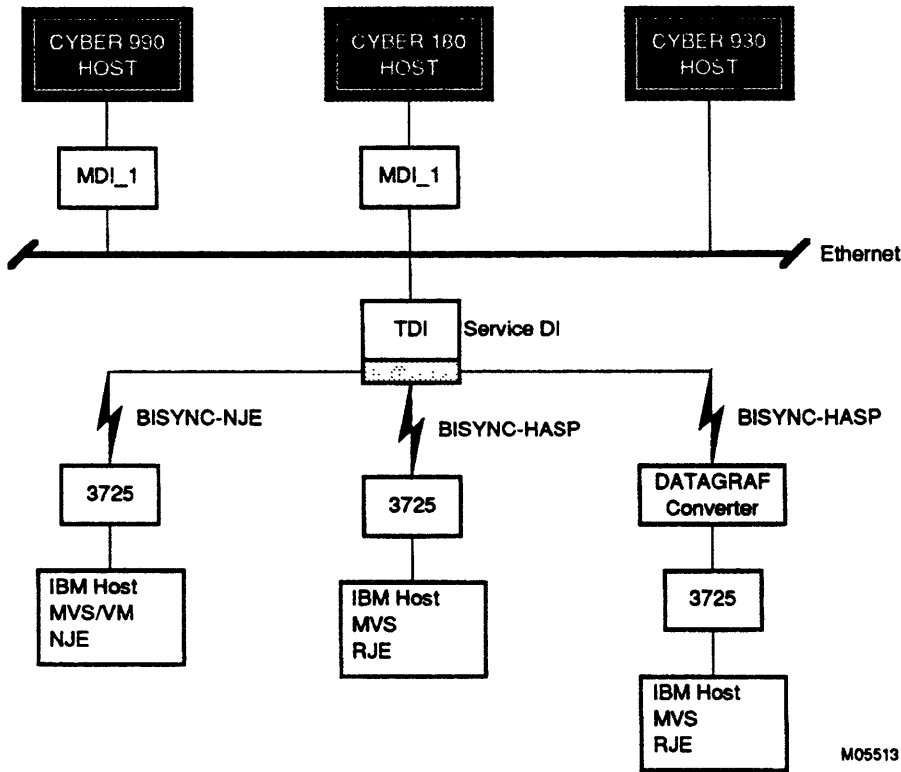 CYBER 990
HOST
CYBER 180
HOST
CYBER 930
HOST
MDI_1
MDI_1
Ethernet
TDI
Service DI
BISYNC-NJE
BISYNC-HASP
BISYNC-HASP
3725
3725
DATAGRAF
Converter
IBM Host
MVS/VM
NJE
IBM Host
MVS
RJE
3725
IBM Host
MVS
RJE
M05513